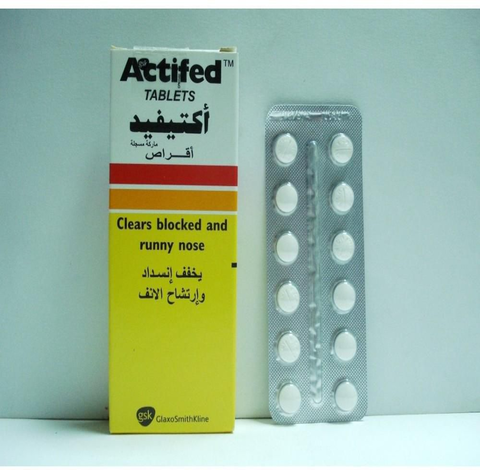 Actifed™
TABLETS
أكتيفيد
ماركة مسجلة
أقراص
Clears blocked and
runny nose
يخفف إنسداد
وإرتشاح الانف
gsk GlaxoSmithKline